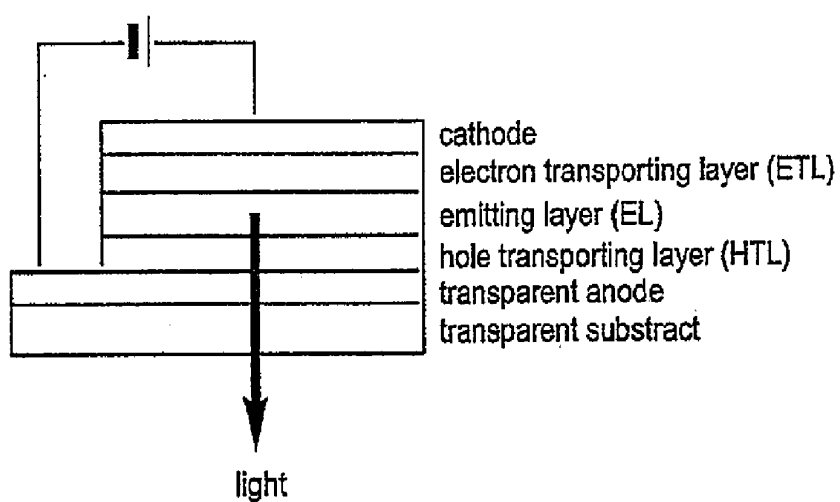 cathode
electron transporting layer (ETL)
emitting layer (EL)
hole transporting layer (HTL)
transparent anode
transparent substract
light